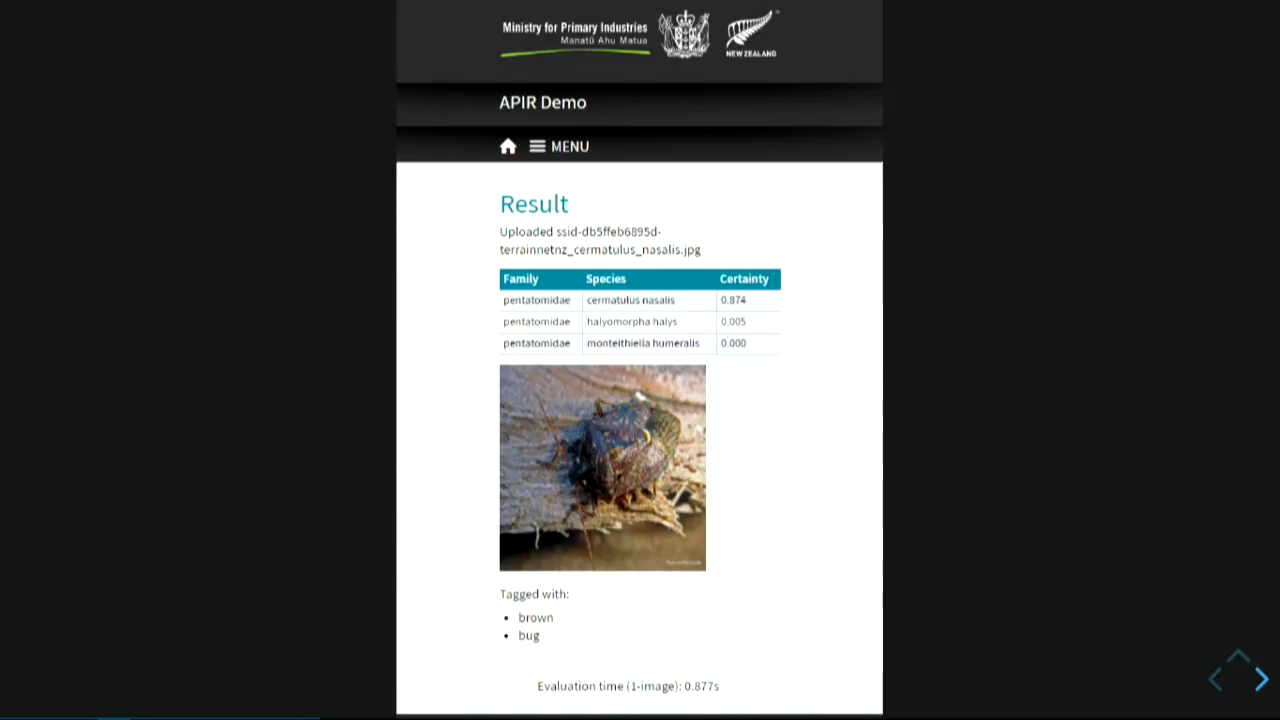 Ministry for Primary Industries
Manatū Ahu Matua
NEW ZEALAND
APIR Demo
MENU
Result
Uploaded ssid-db5ffeb6895d-
terrainnetnz_cermatulus_nasalis.jpg
Family Species Certainty
pentatomidae cermatulus nasalis 0.874
pentatomidae halyomorpha halys 0.005
pentatomidae monteithiella humeralis 0.000
Tagged with:
• brown
• bug
Evaluation time (1-image): 0.877s